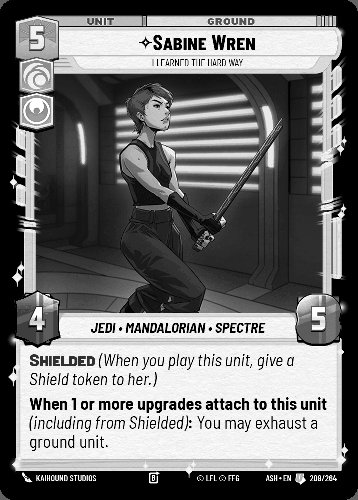 UNIT
GROUND
5
✧SABINE WREN
I LEARNED THE HARD WAY
4
5
JEDI • MANDALORIAN • SPECTRE
SHIELDED (When you play this unit, give a
Shield token to her.)
When 1 or more upgrades attach to this unit
(including from Shielded): You may exhaust a
ground unit.
KAIHOUND STUDIOS
© LFL © FFG
ASH • EN
208/264